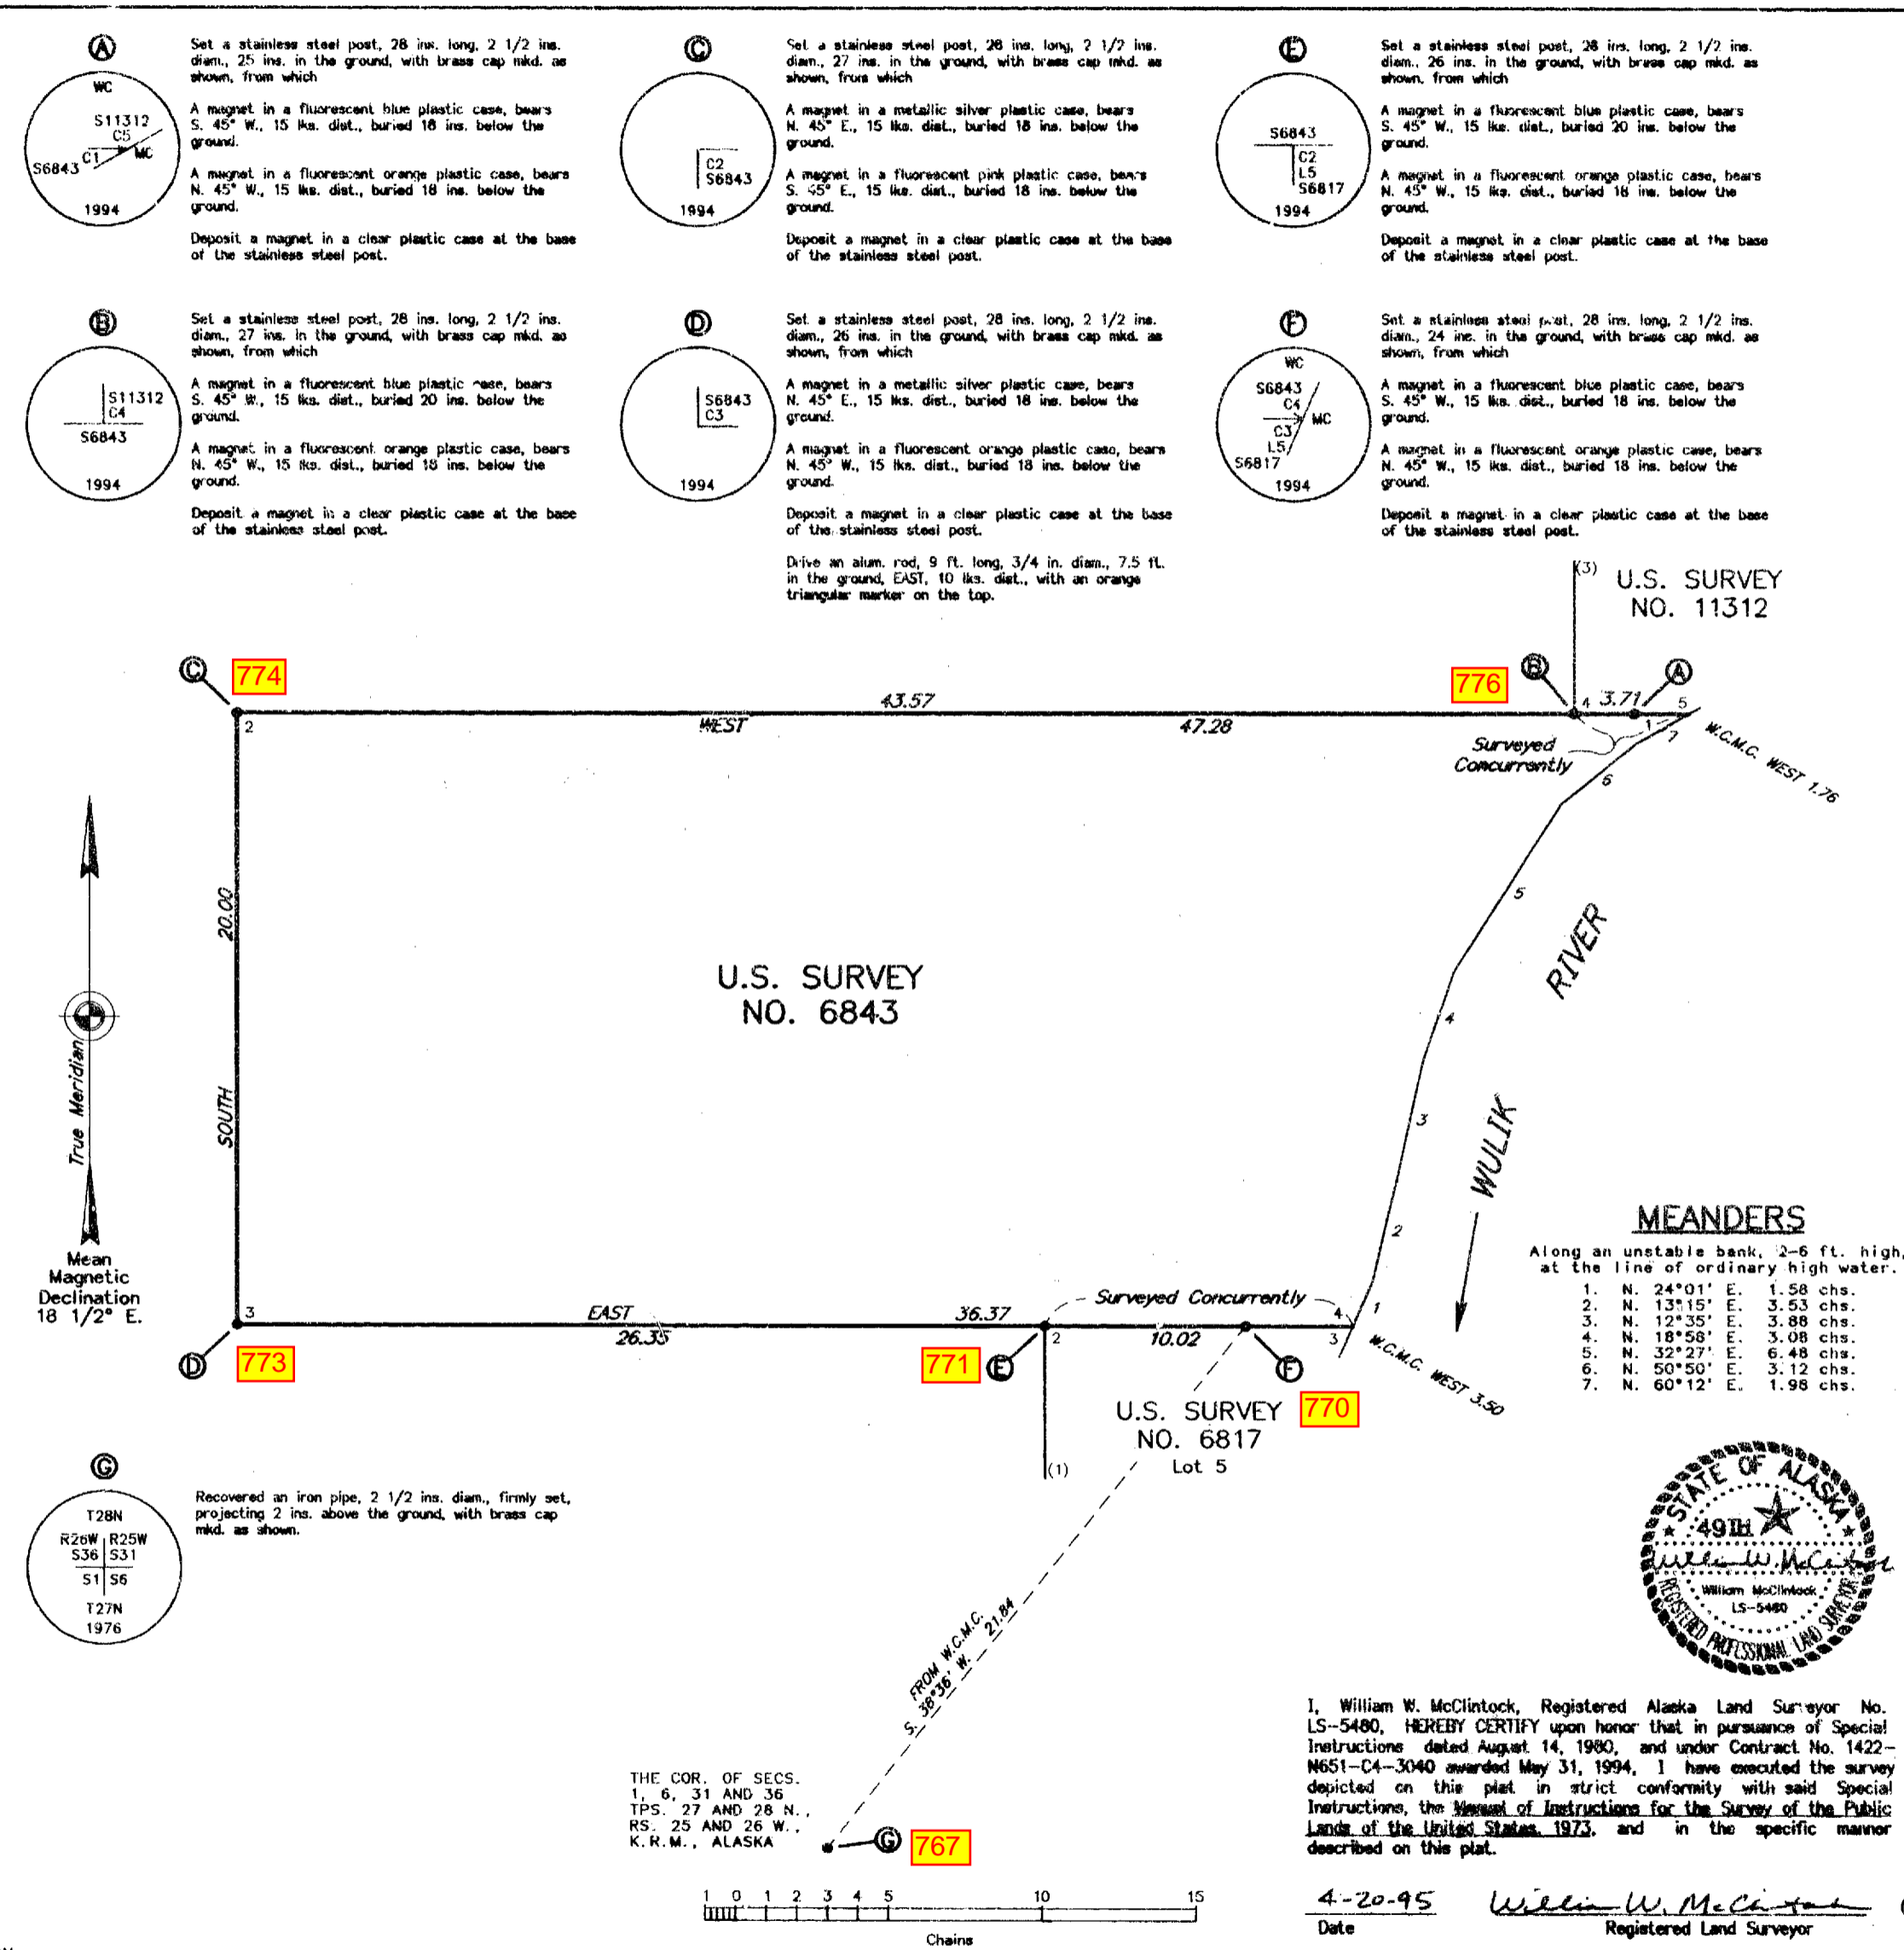 A
WC
S11312
C5
C1
MC
S6843
1994
Set a stainless steel post, 28 ins. long, 2 1/2 ins.
diam., 25 ins. in the ground, with brass cap mkd. as
shown, from which
A magnet in a fluorescent blue plastic case, bears
S. 45° W., 15 lks. dist., buried 18 ins. below the
ground.
A magnet in a fluorescent orange plastic case, bears
N. 45° W., 15 lks. dist., buried 18 ins. below the
ground.
Deposit a magnet in a clear plastic case at the base
of the stainless steel post.
C
C2
S6843
1994
Set a stainless steel post, 28 ins. long, 2 1/2 ins.
diam., 27 ins. in the ground, with brass cap mkd. as
shown, from which
A magnet in a metallic silver plastic case, bears
N. 45° E., 15 lks. dist., buried 18 ins. below the
ground.
A magnet in a fluorescent pink plastic case, bears
S. 45° E., 15 lks. dist., buried 18 ins. below the
ground.
Deposit a magnet in a clear plastic case at the base
of the stainless steel post.
E
S6843
C2
L5
S6817
1994
Set a stainless steel post, 28 ins. long, 2 1/2 ins.
diam., 26 ins. in the ground, with brass cap mkd. as
shown, from which
A magnet in a fluorescent blue plastic case, bears
S. 45° W., 15 lks. dist., buried 20 ins. below the
ground.
A magnet in a fluorescent orange plastic case, bears
N. 45° W., 15 lks. dist., buried 18 ins. below the
ground.
Deposit a magnet in a clear plastic case at the base
of the stainless steel post.
B
S11312
C4
S6843
1994
Set a stainless steel post, 28 ins. long, 2 1/2 ins.
diam., 27 ins. in the ground, with brass cap mkd. as
shown, from which
A magnet in a fluorescent blue plastic case, bears
S. 45° W., 15 lks. dist., buried 20 ins. below the
ground.
A magnet in a fluorescent orange plastic case, bears
N. 45° W., 15 lks. dist., buried 18 ins. below the
ground.
Deposit a magnet in a clear plastic case at the base
of the stainless steel post.
D
S6843
C3
1994
Set a stainless steel post, 28 ins. long, 2 1/2 ins.
diam., 26 ins. in the ground, with brass cap mkd. as
shown, from which
A magnet in a metallic silver plastic case, bears
N. 45° E., 15 lks. dist., buried 18 ins. below the
ground.
A magnet in a fluorescent orange plastic case, bears
N. 45° W., 15 lks. dist., buried 18 ins. below the
ground.
Deposit a magnet in a clear plastic case at the base
of the stainless steel post.
Drive an alum. rod, 9 ft. long, 3/4 in. diam., 7.5 ft.
in the ground, EAST, 10 lks. dist., with an orange
triangular marker on the top.
F
WC
S6843
C4
MC
C3
L5
S6817
1994
Set a stainless steel post, 28 ins. long, 2 1/2 ins.
diam., 24 ins. in the ground, with brass cap mkd. as
shown, from which
A magnet in a fluorescent blue plastic case, bears
S. 45° W., 15 lks. dist., buried 18 ins. below the
ground.
A magnet in a fluorescent orange plastic case, bears
N. 45° W., 15 lks. dist., buried 18 ins. below the
ground.
Deposit a magnet in a clear plastic case at the base
of the stainless steel post.
(3)
U.S. SURVEY
NO. 11312
C
774
776
B
A
2
43.57
WEST
47.28
4
3.71
5
1
7
W.C.M.C. WEST 1.76
Surveyed
Concurrently
6
5
4
3
2
1
RIVER
WULIK
20.00
SOUTH
U.S. SURVEY
NO. 6843
True Meridian
Mean
Magnetic
Declination
18 1/2° E.
MEANDERS
Along an unstable bank, 2-6 ft. high,
at the line of ordinary high water.
1. N. 24°01' E. 1.58 chs.
2. N. 13°15' E. 3.53 chs.
3. N. 12°35' E. 3.88 chs.
4. N. 18°58' E. 3.08 chs.
5. N. 32°27' E. 6.48 chs.
6. N. 50°50' E. 3.12 chs.
7. N. 60°12' E. 1.98 chs.
3
EAST
26.35
36.37
Surveyed Concurrently
4
2
10.02
3
W.C.M.C. WEST 3.50
D
773
771
E
F
770
U.S. SURVEY
NO. 6817
Lot 5
(1)
G
T28N
R26W R25W
S36 S31
S1 S6
T27N
1976
Recovered an iron pipe, 2 1/2 ins. diam., firmly set,
projecting 2 ins. above the ground, with brass cap
mkd. as shown.
FROM W.C.M.C.
S. 38°36' W. 21.84
STATE OF ALASKA
49TH
William W. McClintock
William McClintock
LS-5480
REGISTERED PROFESSIONAL LAND SURVEYOR
THE COR. OF SECS.
1, 6, 31 AND 36
TPS. 27 AND 28 N.,
RS. 25 AND 26 W.,
K.R.M., ALASKA
G
767
I, William W. McClintock, Registered Alaska Land Surveyor No.
LS-5480, HEREBY CERTIFY upon honor that in pursuance of Special
Instructions dated August 14, 1980, and under Contract No. 1422-
N651-C4-3040 awarded May 31, 1994, I have executed the survey
depicted on this plat in strict conformity with said Special
Instructions, the Manual of Instructions for the Survey of the Public
Lands of the United States, 1973, and in the specific manner
described on this plat.
1 0 1 2 3 4 5 10 15
Chains
4-20-95
William W. McClintock
Date
Registered Land Surveyor